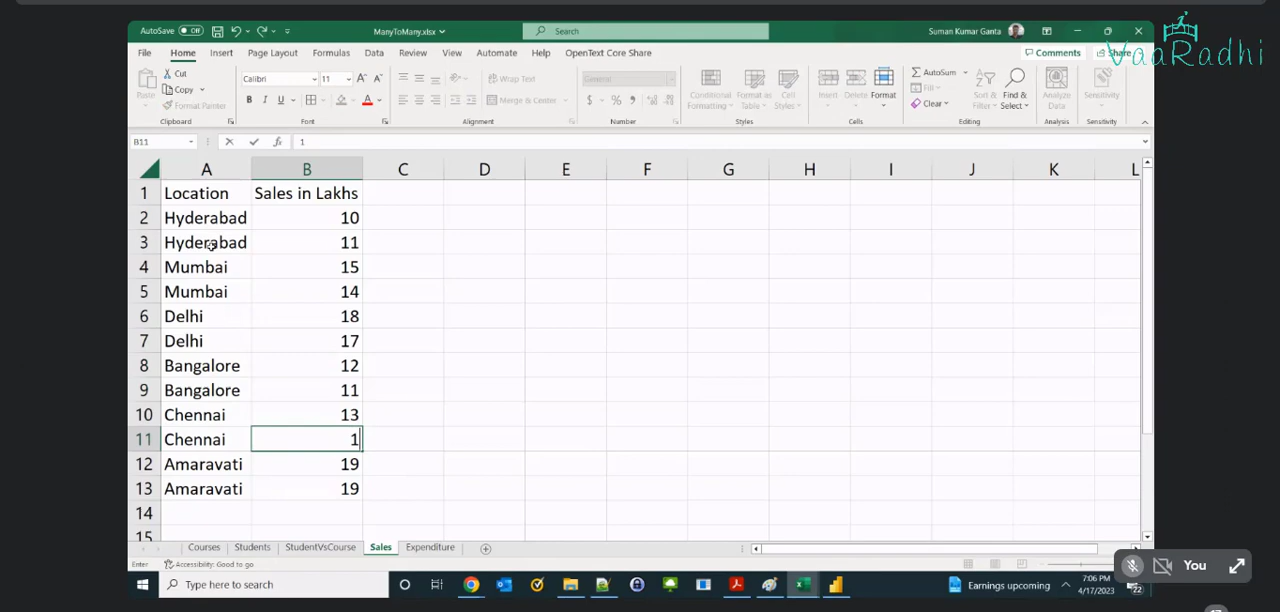 AutoSave Off ManyToMany.xlsx Search Suman Kumar Ganta
VaaRadhi
File Home Insert Page Layout Formulas Data Review View Automate Help OpenText Core Share Comments Share
Cut
Copy
Format Painter
Paste
Clipboard
Calibri 11
B I U
Font
Wrap Text
Merge & Center
Alignment
General
$ %
Number
Conditional Formatting Format as Table Cell Styles
Styles
Insert Delete Format
Cells
AutoSum
Fill
Clear
Sort & Filter Find & Select
Editing
Analyze Data
Analysis
Sensitivity
Sensitivity
B11 fx 1
A B C D E F G H I J K L
1 Location Sales in Lakhs
2 Hyderabad 10
3 Hyderabad 11
4 Mumbai 15
5 Mumbai 14
6 Delhi 18
7 Delhi 17
8 Bangalore 12
9 Bangalore 11
10 Chennai 13
11 Chennai 1
12 Amaravati 19
13 Amaravati 19
14
15
Courses Students StudentVsCourse Sales Expenditure
Enter Accessibility: Good to go
You
Type here to search
Earnings upcoming
7:06 PM
4/17/2023
22